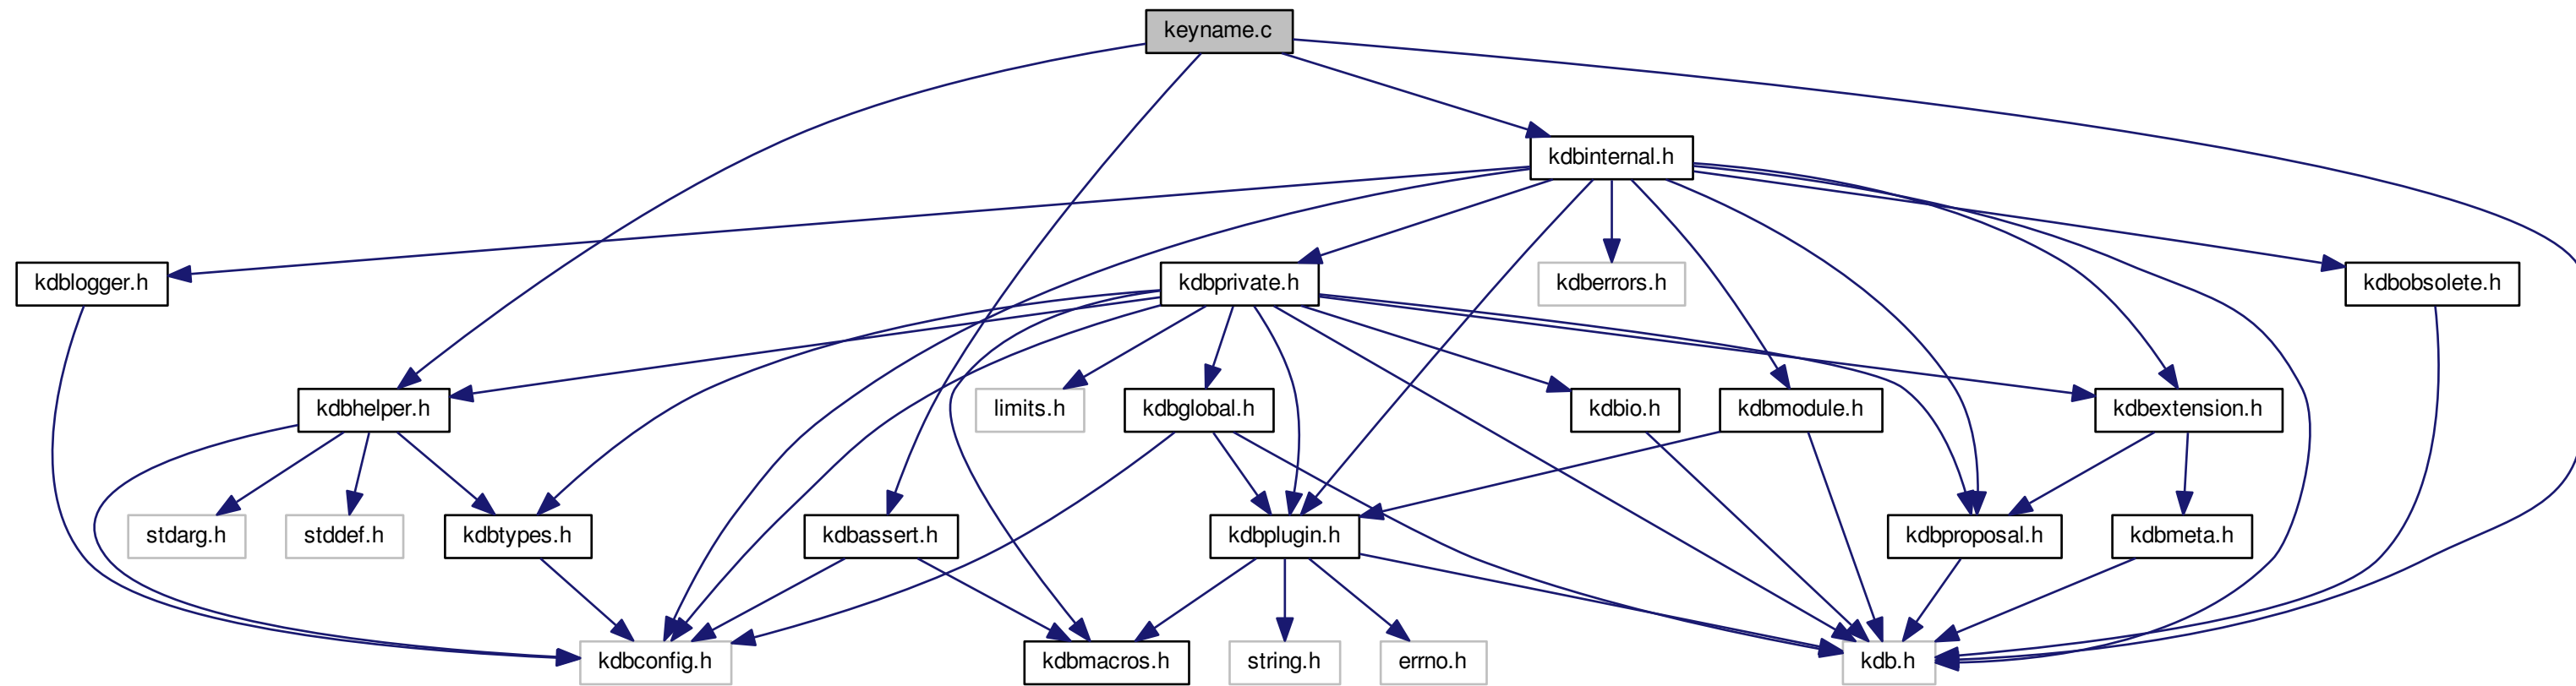 keyname.c
kdbinternal.h
kdblogger.h
kdbprivate.h
kdberrors.h
kdbobsolete.h
kdbhelper.h
limits.h
kdbglobal.h
kdbio.h
kdbmodule.h
kdbextension.h
stdarg.h
stddef.h
kdbtypes.h
kdbassert.h
kdbplugin.h
kdbproposal.h
kdbmeta.h
kdbconfig.h
kdbmacros.h
string.h
errno.h
kdb.h